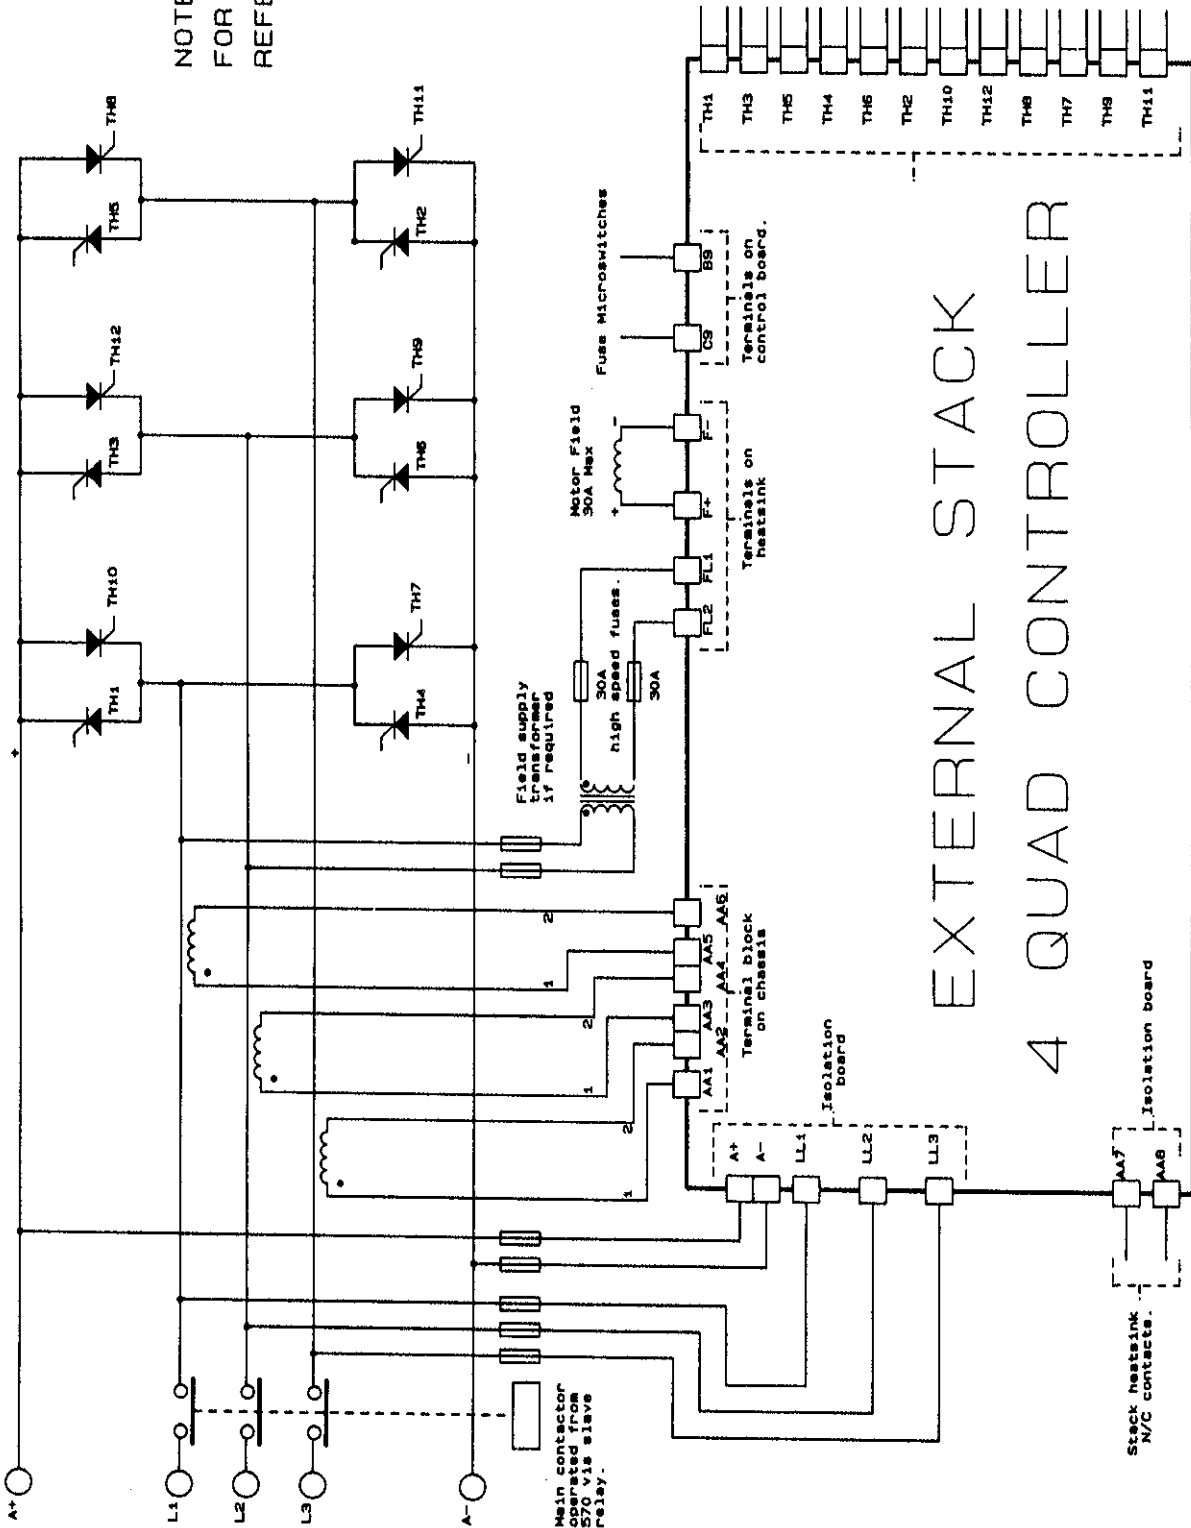 NOTE
FOR
REFE
A+
L1
L2
L3
A-
+
-
TH1
TH10
TH3
TH12
TH5
TH8
TH4
TH7
TH6
TH9
TH2
TH11
Main contactor
operated from
570 via slave
relay.
Field supply
transformer
if required
30A
high speed fuses.
30A
Motor Field
30A Max
+
-
Fuse Microswitches
1
2
1
2
1
2
AA1
AA2
AA3
AA4
AA5
AA6
Terminal block
on chassis
FL2
FL1
F+
F-
Terminals on
heatsink
C9
B9
Terminals on
control board.
TH1
TH3
TH5
TH4
TH6
TH2
TH10
TH12
TH8
TH7
TH9
TH11
A+
A-
LL1
LL2
LL3
Isolation
board
EXTERNAL STACK
4 QUAD CONTROLLER
Stack heatsink
N/C contacts.
AA7
AA8
Isolation board